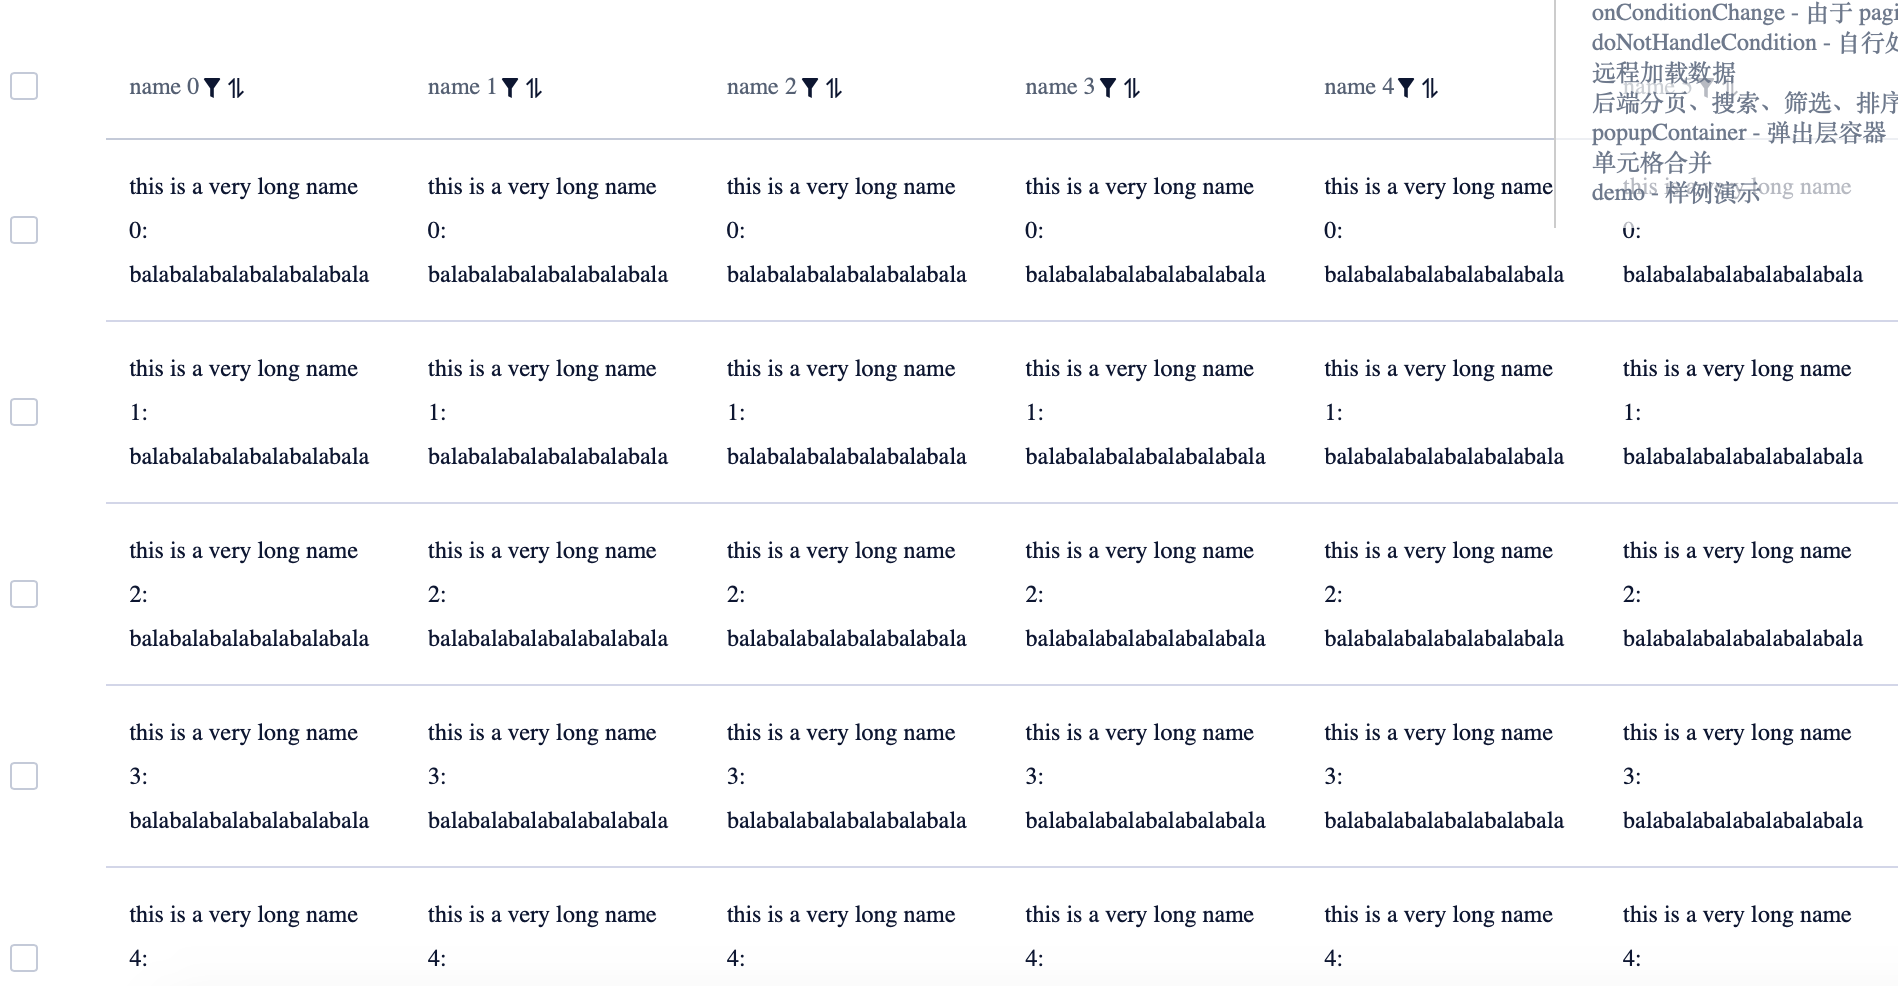 onConditionChange - 由于 pagi
doNotHandleCondition - 自行处
远程加载数据
后端分页、搜索、筛选、排序
popupContainer - 弹出层容器
单元格合并
demo - 样例演示
name 0 name 1 name 2 name 3 name 4 name 5
this is a very long name this is a very long name this is a very long name this is a very long name this is a very long name this is a very long name
0: 0: 0: 0: 0: 0:
balabalabalabalabalabala balabalabalabalabalabala balabalabalabalabalabala balabalabalabalabalabala balabalabalabalabalabala balabalabalabalabalabala
this is a very long name this is a very long name this is a very long name this is a very long name this is a very long name this is a very long name
1: 1: 1: 1: 1: 1:
balabalabalabalabalabala balabalabalabalabalabala balabalabalabalabalabala balabalabalabalabalabala balabalabalabalabalabala balabalabalabalabalabala
this is a very long name this is a very long name this is a very long name this is a very long name this is a very long name this is a very long name
2: 2: 2: 2: 2: 2:
balabalabalabalabalabala balabalabalabalabalabala balabalabalabalabalabala balabalabalabalabalabala balabalabalabalabalabala balabalabalabalabalabala
this is a very long name this is a very long name this is a very long name this is a very long name this is a very long name this is a very long name
3: 3: 3: 3: 3: 3:
balabalabalabalabalabala balabalabalabalabalabala balabalabalabalabalabala balabalabalabalabalabala balabalabalabalabalabala balabalabalabalabalabala
this is a very long name this is a very long name this is a very long name this is a very long name this is a very long name this is a very long name
4: 4: 4: 4: 4: 4: